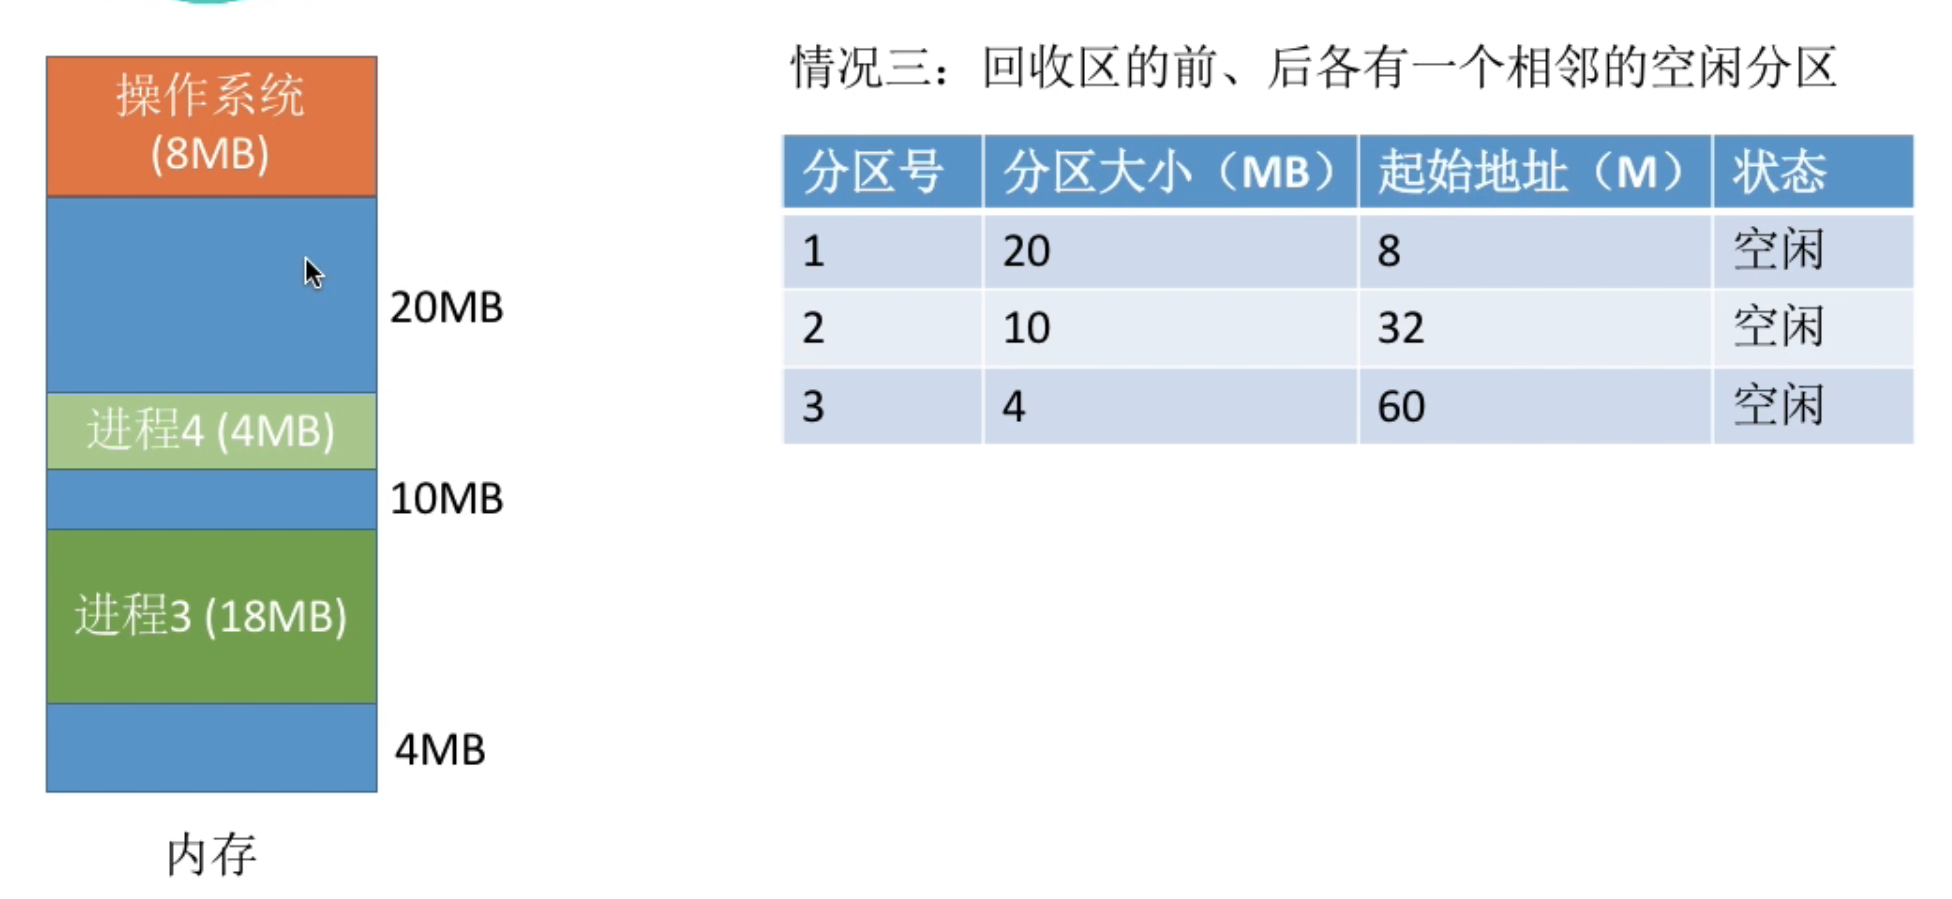 操作系统
(8MB)
20MB
进程4 (4MB)
10MB
进程3 (18MB)
4MB
内存
情况三：回收区的前、后各有一个相邻的空闲分区
分区号 分区大小（MB） 起始地址（M） 状态
1 20 8 空闲
2 10 32 空闲
3 4 60 空闲